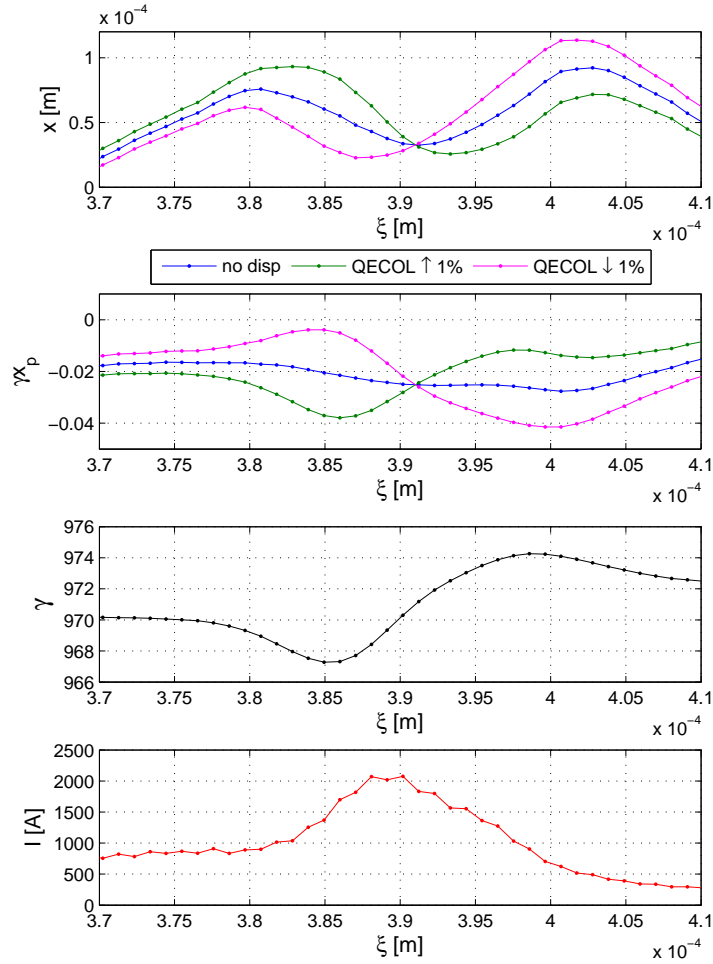 x 10⁻⁴
1
0.5
0
x [m]
3.7 3.75 3.8 3.85 3.9 3.95 4 4.05 4.1
ξ [m]
x 10⁻⁴
no disp QECOL ↑ 1% QECOL ↓ 1%
0
−0.02
−0.04
γxₚ
3.7 3.75 3.8 3.85 3.9 3.95 4 4.05 4.1
ξ [m]
x 10⁻⁴
976
974
972
970
968
966
γ
3.7 3.75 3.8 3.85 3.9 3.95 4 4.05 4.1
ξ [m]
x 10⁻⁴
2500
2000
1500
1000
500
0
I [A]
3.7 3.75 3.8 3.85 3.9 3.95 4 4.05 4.1
ξ [m]
x 10⁻⁴